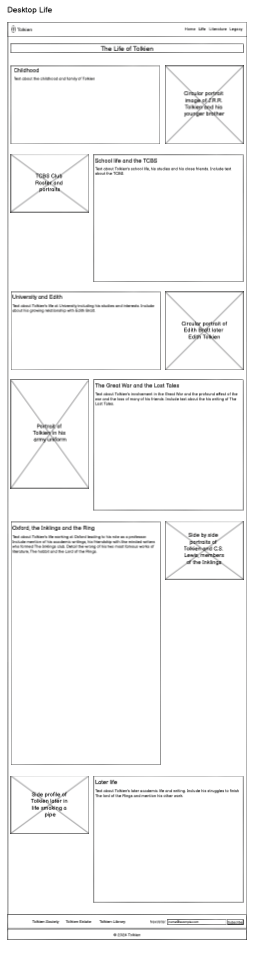 Desktop Life
Tolkien
Home Life Literature Legacy
The Life of Tolkien
Childhood
Text about the childhood and family of Tolkien
Circular portrait
image of J.R.R.
Tolkien and his
younger brother
TCBS Club
Roster and
portraits
School life and the TCBS
Text about Tolkien's school life, his studies and his close friends. Include text
about the TCBS
University and Edith
Text about Tolkien's life at University including his studies and interests. Include
about his growing relationship with Edith Bratt.
Circular portrait of
Edith Bratt later
Edith Tolkien
Portrait of
Tolkien in his
army uniform
The Great War and the Lost Tales
Text about Tolkien's involvement in the Great War and the profound effect of the
war and the loss of many of his friends. Include text about the his writing of The
Lost Tales.
Oxford, the Inklings and the Ring
Text about Tolkien's life working at Oxford leading to his role as a professor.
Include mention of his academic writings, his friendship with like-minded
who formed The Inklings club. Detail the writing of his two most famous works of
literature, The Hobbit and the Lord of the Rings.
Side by side
portraits of
Tolkien and C.S.
Lewis, members
of the Inklings
Side profile of
Tolkien later in
life smoking a
pipe
Later life
Text about Tolkien's later academic life and writing. Include his struggles to finish
The Lord of the Rings and mention his other work.
Tolkien Society Tolkien Estate Tolkien Library
Subscribe
© 2024 Tolkien